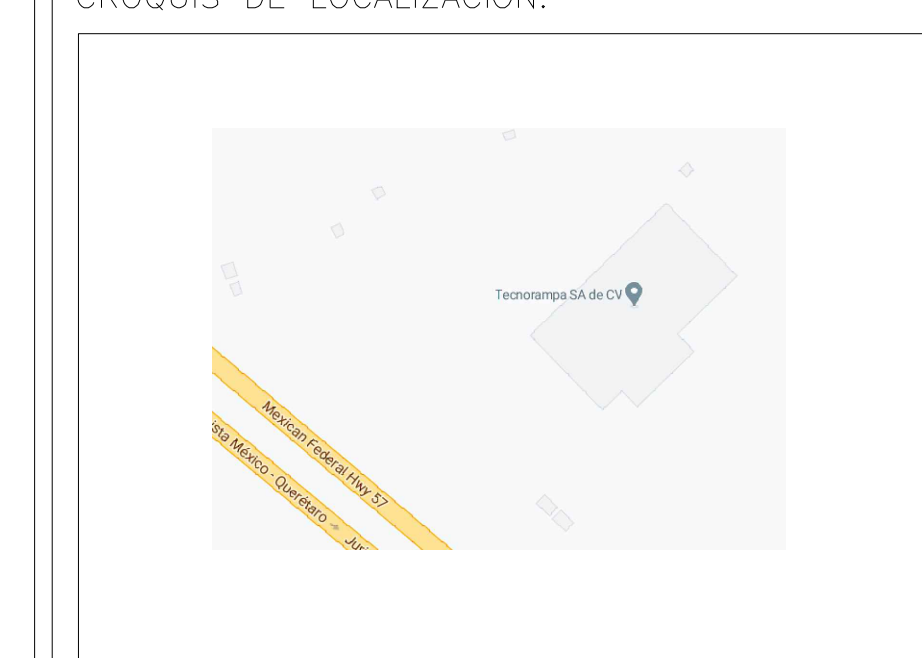 CROQUIS DE LOCALIZACIÓN:
Tecnorampa SA de CV
Mexican Federal Hwy 57
ista México - Querétaro